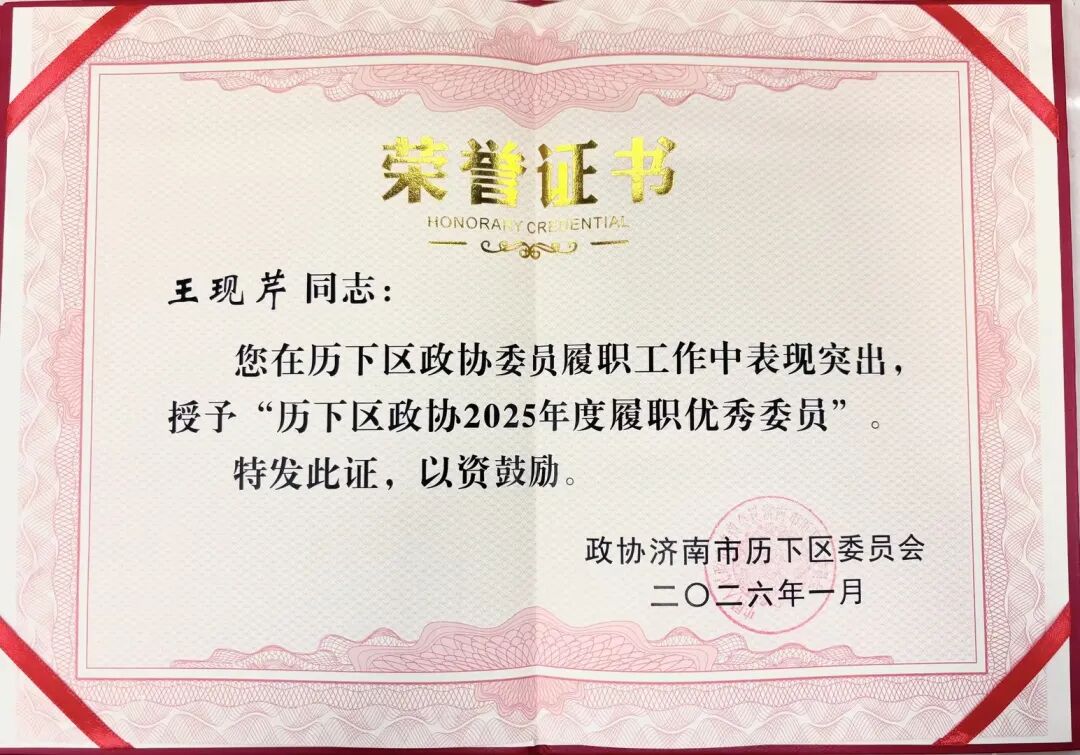 荣誉证书
HONORARY CREDENTIAL
王现芹 同志：
您在历下区政协委员履职工作中表现突出，
授予“历下区政协2025年度履职优秀委员”。
特发此证，以资鼓励。
政协济南市历下区委员会
二〇二六年一月